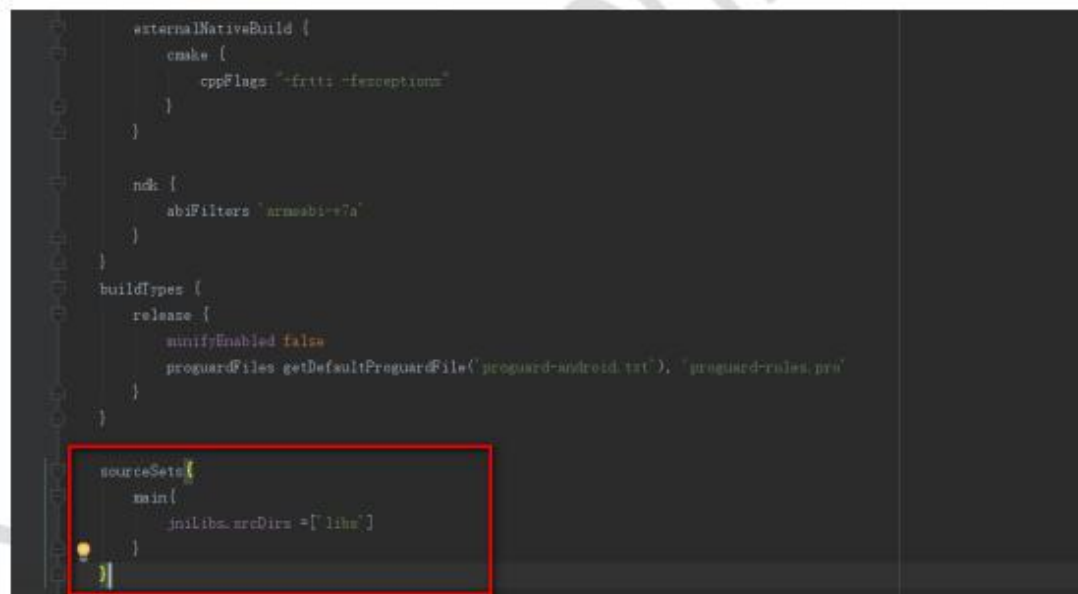 externalNativeBuild {
cmake {
cppFlags "-frtti -fexceptions"
}
}
ndk {
abiFilters 'armeabi-v7a'
}
}
buildTypes {
release {
minifyEnabled false
proguardFiles getDefaultProguardFile('proguard-android.txt'), 'proguard-rules.pro'
}
}
sourceSets{
main{
jniLibs.srcDirs =['libs']
}
}